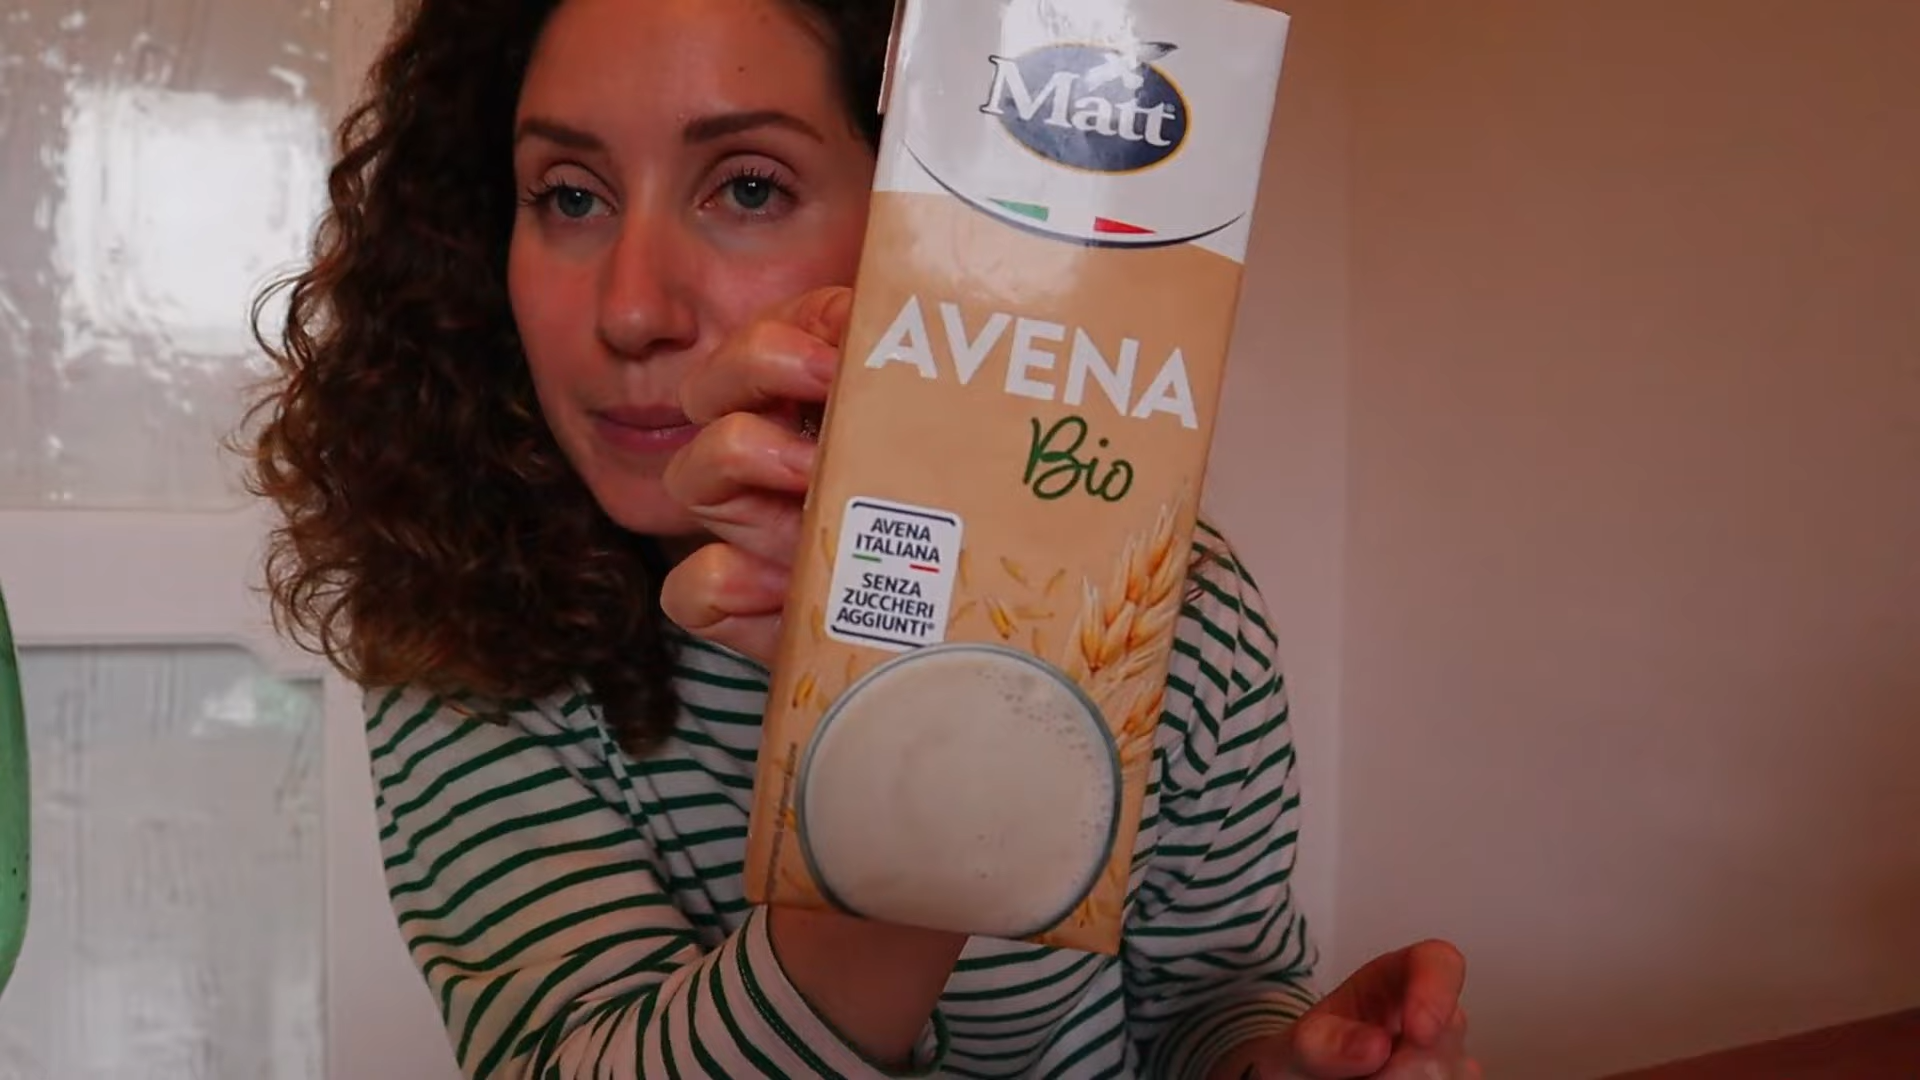 Matt
AVENA
Bio
AVENA
ITALIANA
SENZA
ZUCCHERI
AGGIUNTI*